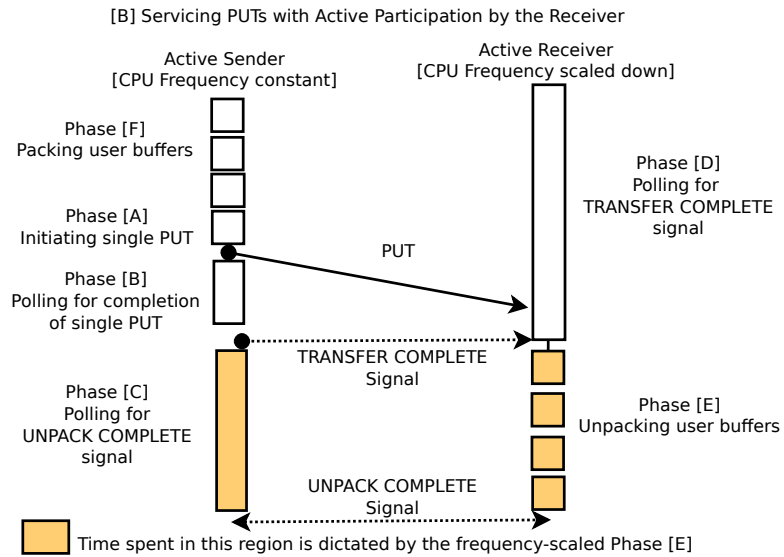 [B] Servicing PUTs with Active Participation by the Receiver
Active Sender
[CPU Frequency constant]
Active Receiver
[CPU Frequency scaled down]
Phase [F]
Packing user buffers
Phase [D]
Polling for
TRANSFER COMPLETE
signal
Phase [A]
Initiating single PUT
PUT
Phase [B]
Polling for completion
of single PUT
TRANSFER COMPLETE
Signal
Phase [C]
Polling for
UNPACK COMPLETE
signal
Phase [E]
Unpacking user buffers
UNPACK COMPLETE
Signal
Time spent in this region is dictated by the frequency-scaled Phase [E]